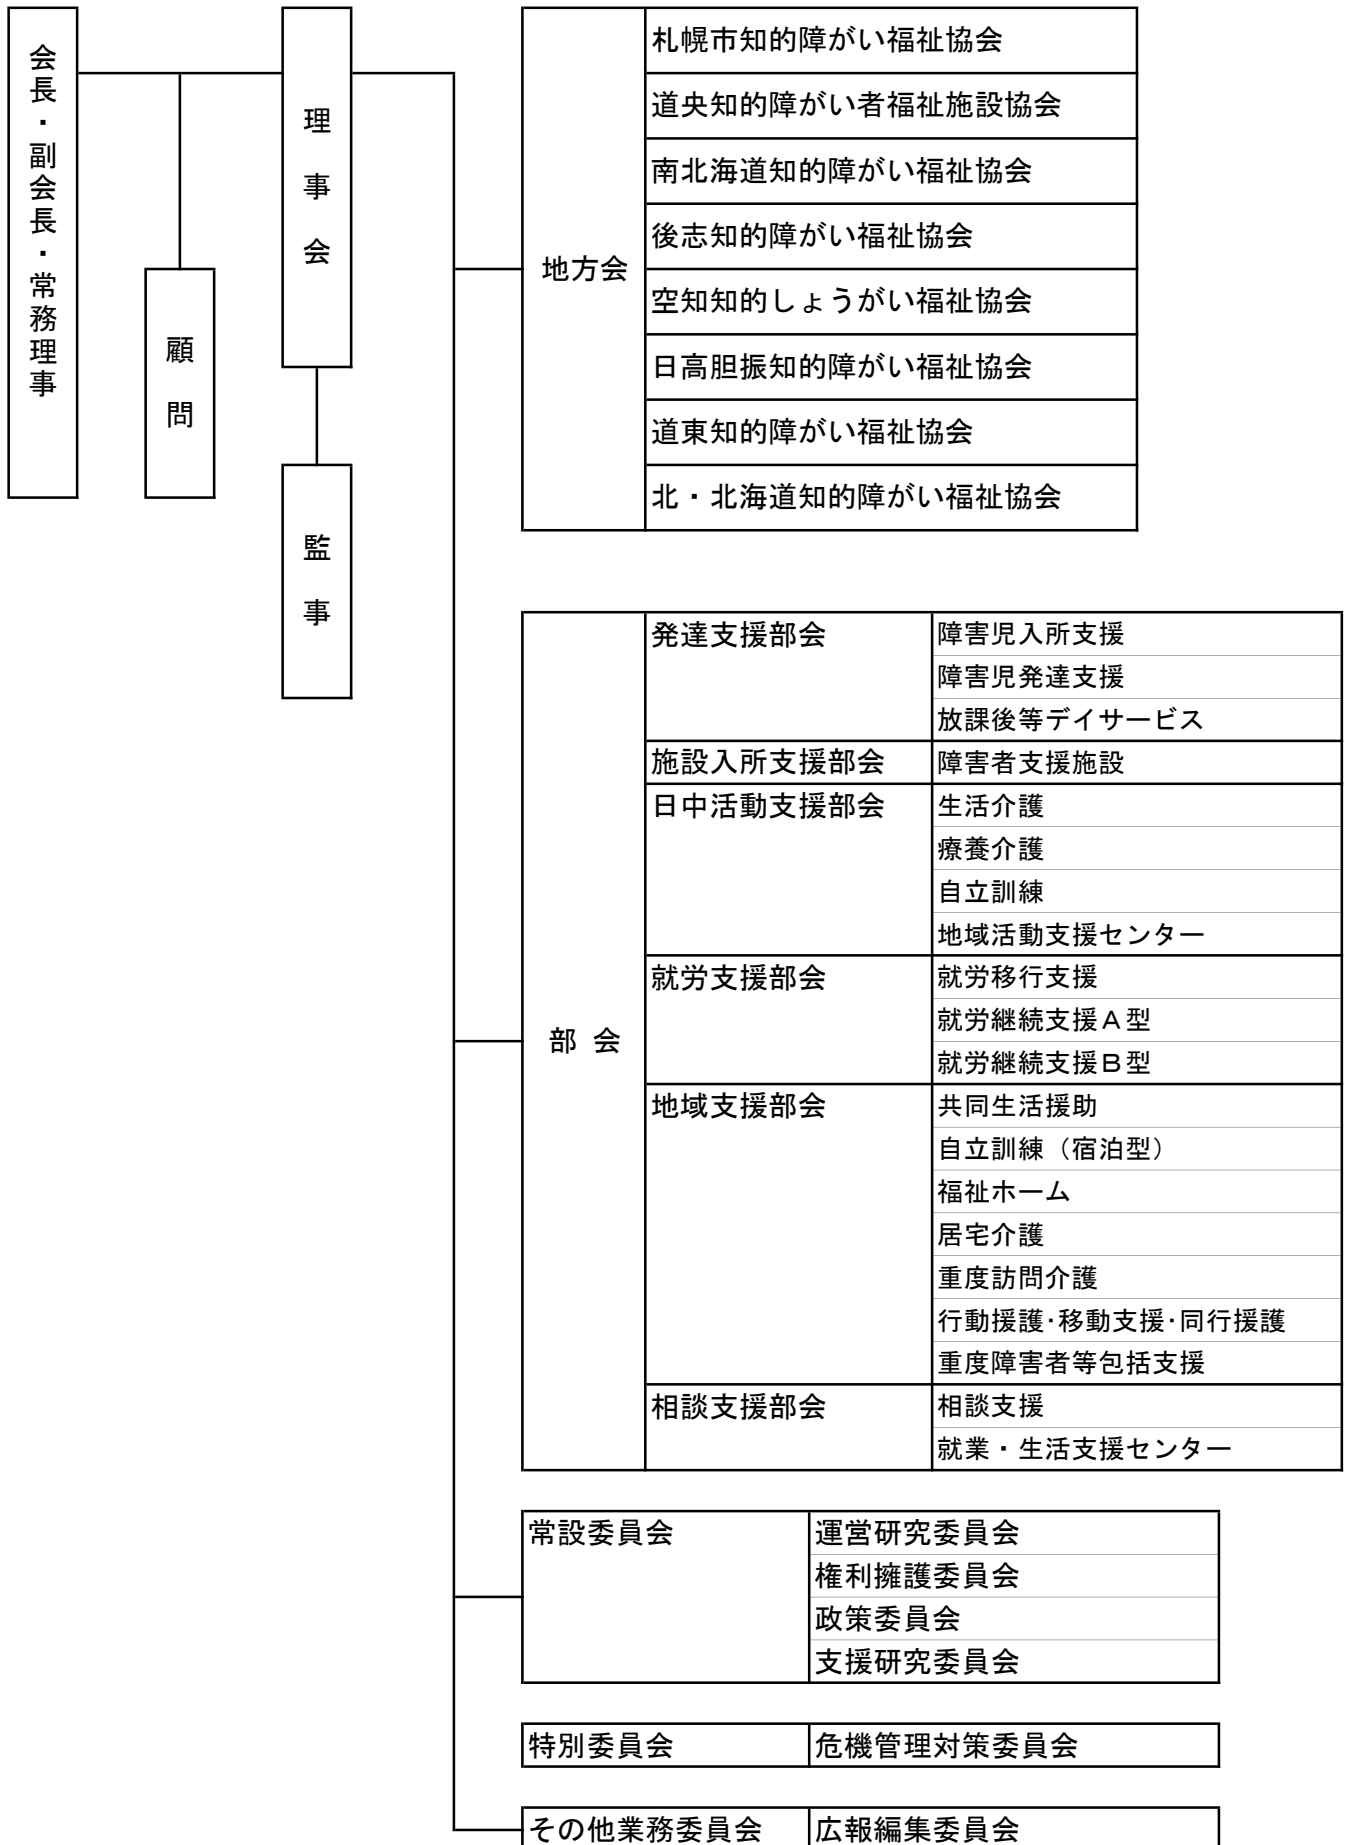 会長・副会長・常務理事
顧問
理事会
監事
地方会
札幌市知的障がい福祉協会
道央知的障がい者福祉施設協会
南北海道知的障がい福祉協会
後志知的障がい福祉協会
空知知的しょうがい福祉協会
日高胆振知的障がい福祉協会
道東知的障がい福祉協会
北・北海道知的障がい福祉協会
部 会
発達支援部会
障害児入所支援
障害児発達支援
放課後等デイサービス
施設入所支援部会
障害者支援施設
日中活動支援部会
生活介護
療養介護
自立訓練
地域活動支援センター
就労支援部会
就労移行支援
就労継続支援A型
就労継続支援B型
地域支援部会
共同生活援助
自立訓練（宿泊型）
福祉ホーム
居宅介護
重度訪問介護
行動援護･移動支援･同行援護
重度障害者等包括支援
相談支援部会
相談支援
就業・生活支援センター
常設委員会
運営研究委員会
権利擁護委員会
政策委員会
支援研究委員会
特別委員会
危機管理対策委員会
その他業務委員会
広報編集委員会